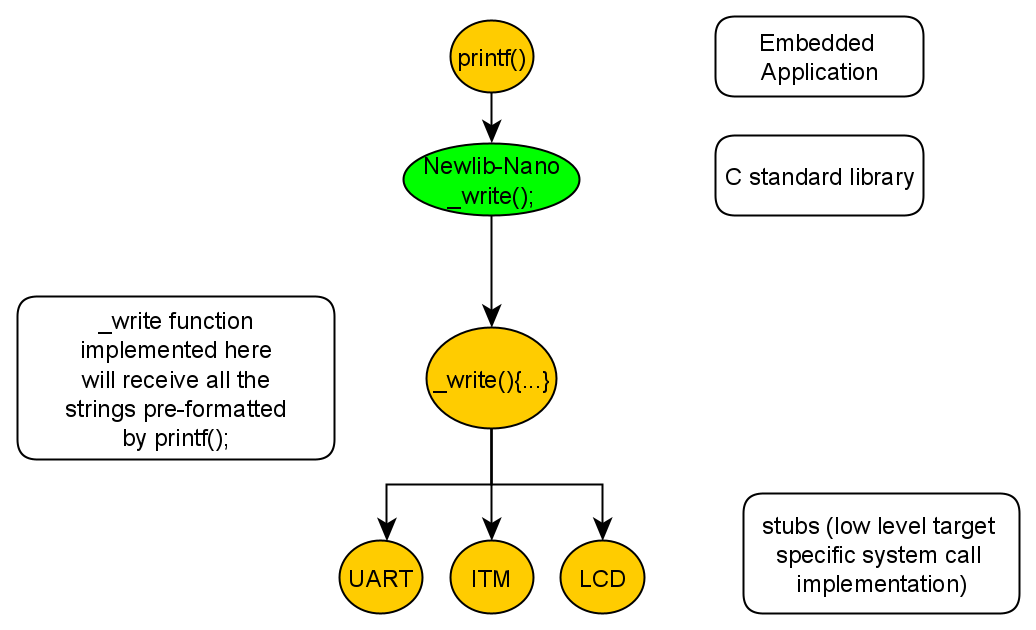 printf()
Embedded
Application
Newlib-Nano
_write();
C standard library
_write function
implemented here
will receive all the
strings pre-formatted
by printf();
_write(){...}
UART
ITM
LCD
stubs (low level target
specific system call
implementation)